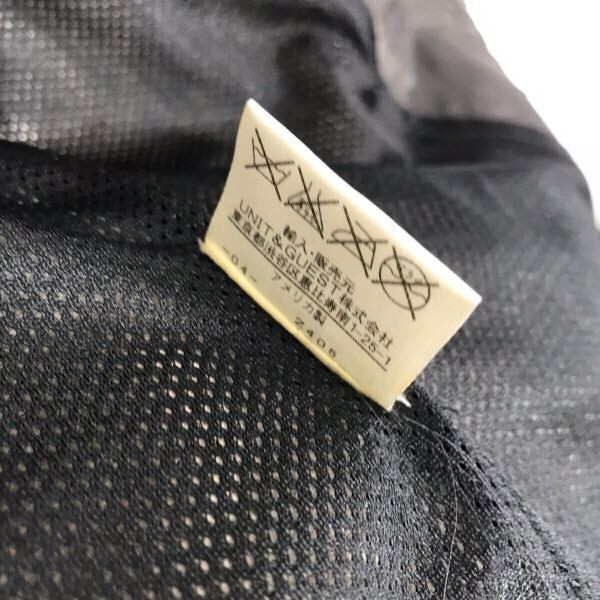 輸入・販売元
UNIT&GUEST株式会社
東京都渋谷区恵比寿南1-25-1
-04- アメリカ製
2405